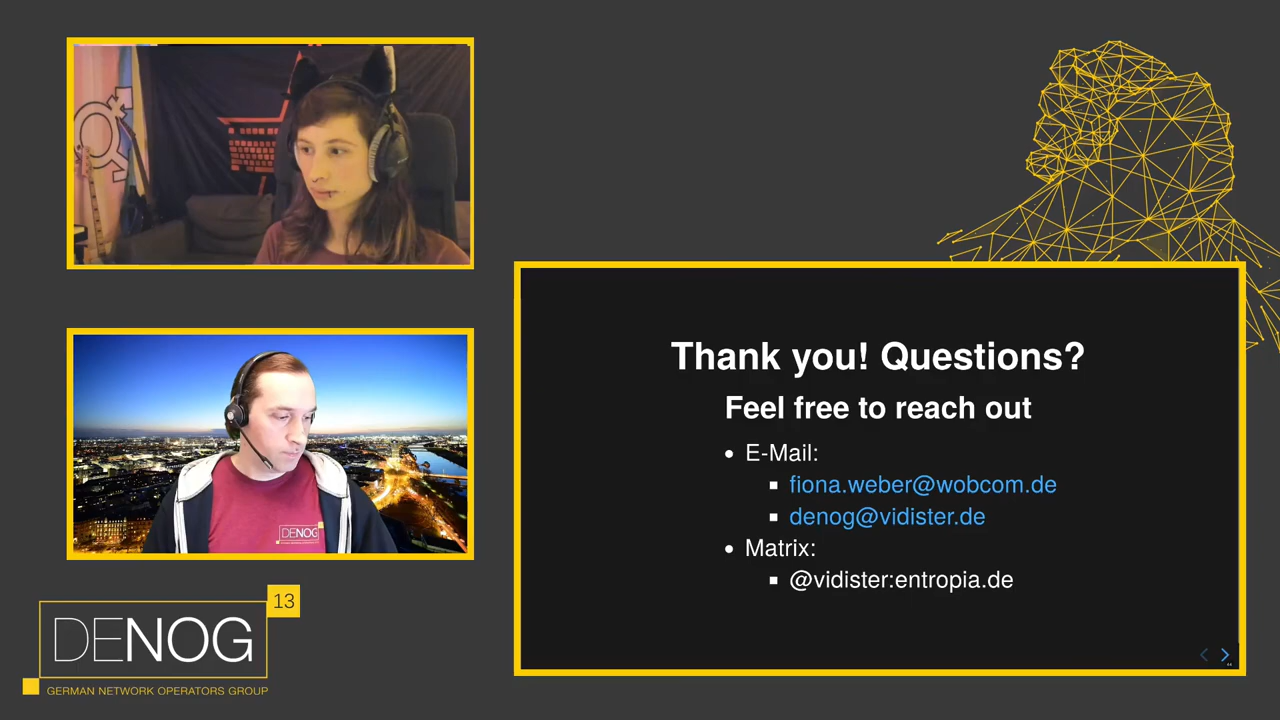 Thank you! Questions?
Feel free to reach out
E-Mail:
fiona.weber@wobcom.de
denog@vidister.de
Matrix:
@vidister:entropia.de
DENOG
13
DENOG
GERMAN NETWORK OPERATORS GROUP